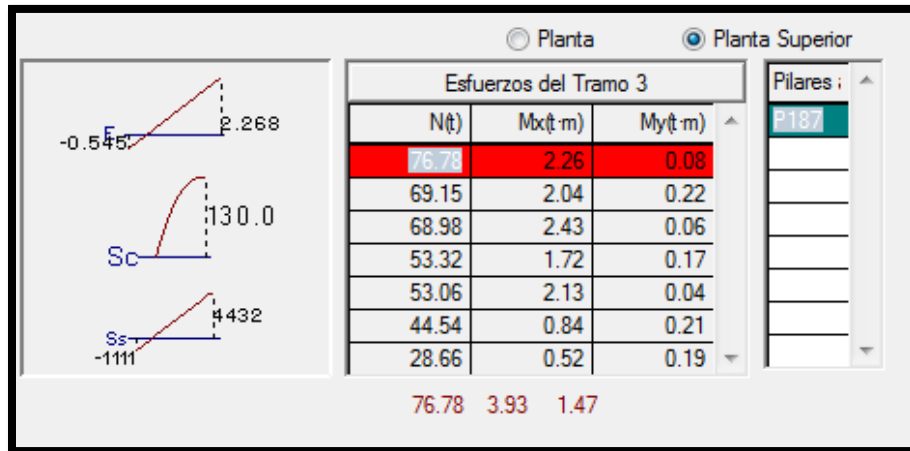 Planta Planta Superior
E
-0.545
2.268
Sc
130.0
Ss
-1111
4432
Esfuerzos del Tramo 3
N(t) Mx(t·m) My(t·m)
76.78 2.26 0.08
69.15 2.04 0.22
68.98 2.43 0.06
53.32 1.72 0.17
53.06 2.13 0.04
44.54 0.84 0.21
28.66 0.52 0.19
76.78 3.93 1.47
Pilares
P187